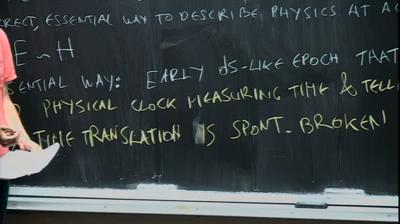 RECT, ESSENTIAL WAY TO DESCRIBE PHYSICS AT
E ~ H
SENTIAL WAY: EARLY dS-LIKE EPOCH THAT
PHYSICAL CLOCK MEASURING TIME & TELL
TIME TRANSLATION IS SPONT. BROKEN